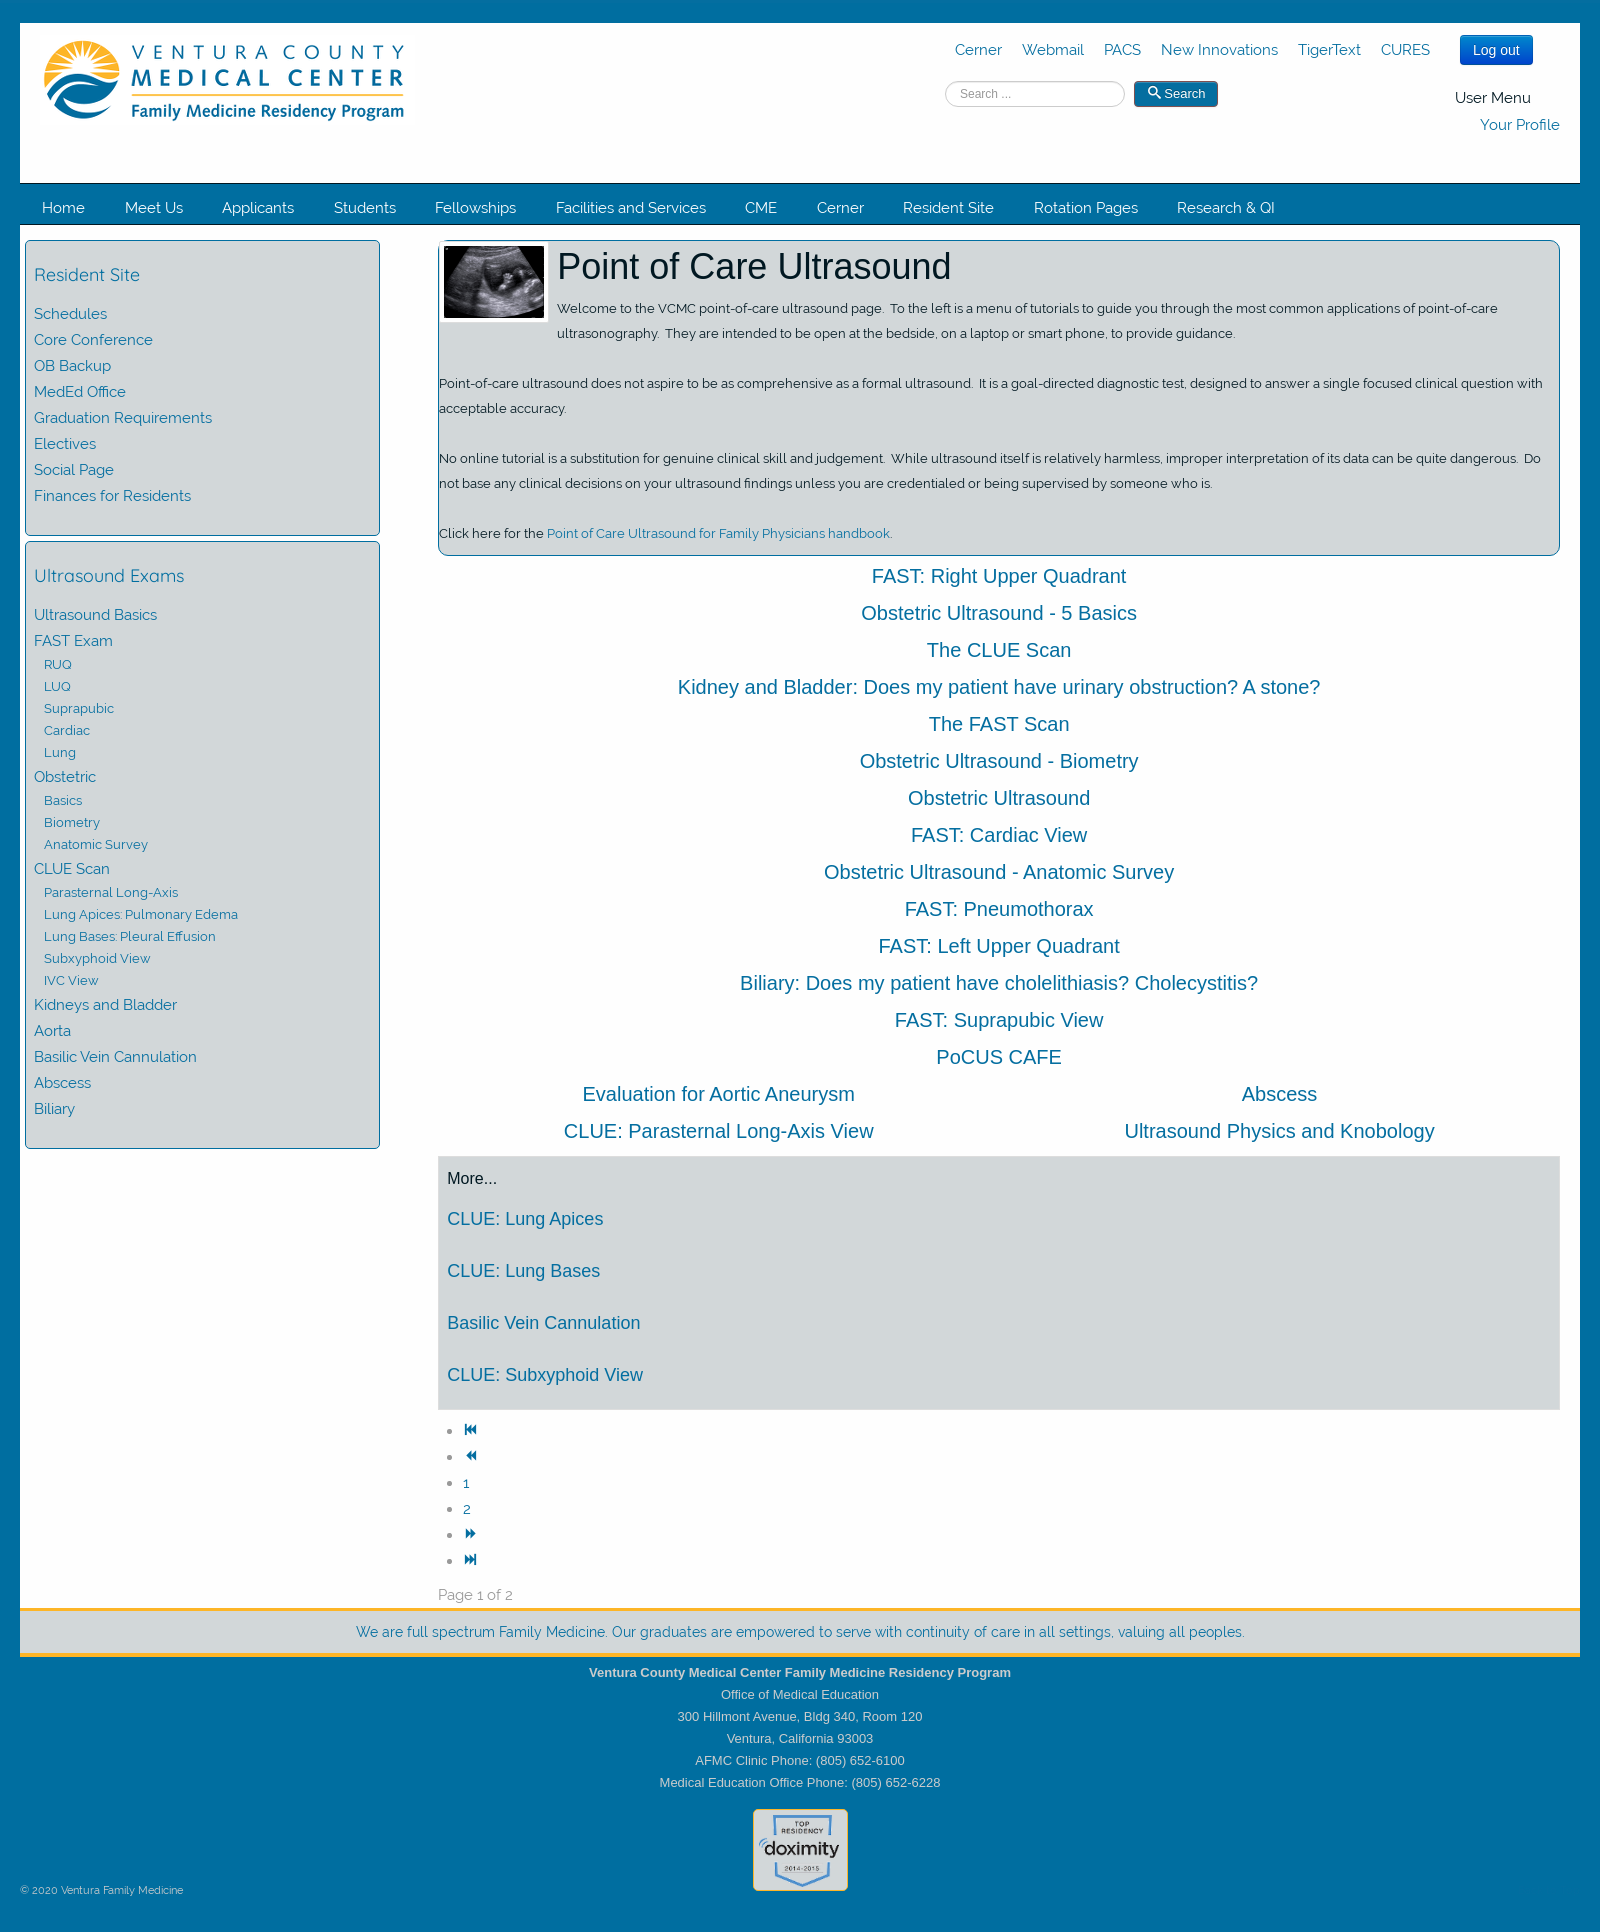 VENTURA COUNTY
MEDICAL CENTER
Family Medicine Residency Program
Cerner Webmail PACS New Innovations TigerText CURES Log out
Search ... Search
User Menu
Your Profile
Home Meet Us Applicants Students Fellowships Facilities and Services CME Cerner Resident Site Rotation Pages Research & QI
Resident Site
Schedules
Core Conference
OB Backup
MedEd Office
Graduation Requirements
Electives
Social Page
Finances for Residents
Ultrasound Exams
Ultrasound Basics
FAST Exam
RUQ
LUQ
Suprapubic
Cardiac
Lung
Obstetric
Basics
Biometry
Anatomic Survey
CLUE Scan
Parasternal Long-Axis
Lung Apices: Pulmonary Edema
Lung Bases: Pleural Effusion
Subxyphoid View
IVC View
Kidneys and Bladder
Aorta
Basilic Vein Cannulation
Abscess
Biliary
Point of Care Ultrasound
Welcome to the VCMC point-of-care ultrasound page. To the left is a menu of tutorials to guide you through the most common applications of point-of-care
ultrasonography. They are intended to be open at the bedside, on a laptop or smart phone, to provide guidance.
Point-of-care ultrasound does not aspire to be as comprehensive as a formal ultrasound. It is a goal-directed diagnostic test, designed to answer a single focused clinical question with
acceptable accuracy.
No online tutorial is a substitution for genuine clinical skill and judgement. While ultrasound itself is relatively harmless, improper interpretation of its data can be quite dangerous. Do
not base any clinical decisions on your ultrasound findings unless you are credentialed or being supervised by someone who is.
Click here for the Point of Care Ultrasound for Family Physicians handbook.
FAST: Right Upper Quadrant
Obstetric Ultrasound - 5 Basics
The CLUE Scan
Kidney and Bladder: Does my patient have urinary obstruction? A stone?
The FAST Scan
Obstetric Ultrasound - Biometry
Obstetric Ultrasound
FAST: Cardiac View
Obstetric Ultrasound - Anatomic Survey
FAST: Pneumothorax
FAST: Left Upper Quadrant
Biliary: Does my patient have cholelithiasis? Cholecystitis?
FAST: Suprapubic View
PoCUS CAFE
Evaluation for Aortic Aneurysm Abscess
CLUE: Parasternal Long-Axis View Ultrasound Physics and Knobology
More...
CLUE: Lung Apices
CLUE: Lung Bases
Basilic Vein Cannulation
CLUE: Subxyphoid View
1
2
Page 1 of 2
We are full spectrum Family Medicine. Our graduates are empowered to serve with continuity of care in all settings, valuing all peoples.
Ventura County Medical Center Family Medicine Residency Program
Office of Medical Education
300 Hillmont Avenue, Bldg 340, Room 120
Ventura, California 93003
AFMC Clinic Phone: (805) 652-6100
Medical Education Office Phone: (805) 652-6228
TOP
RESIDENCY
doximity
2014-2015
© 2020 Ventura Family Medicine